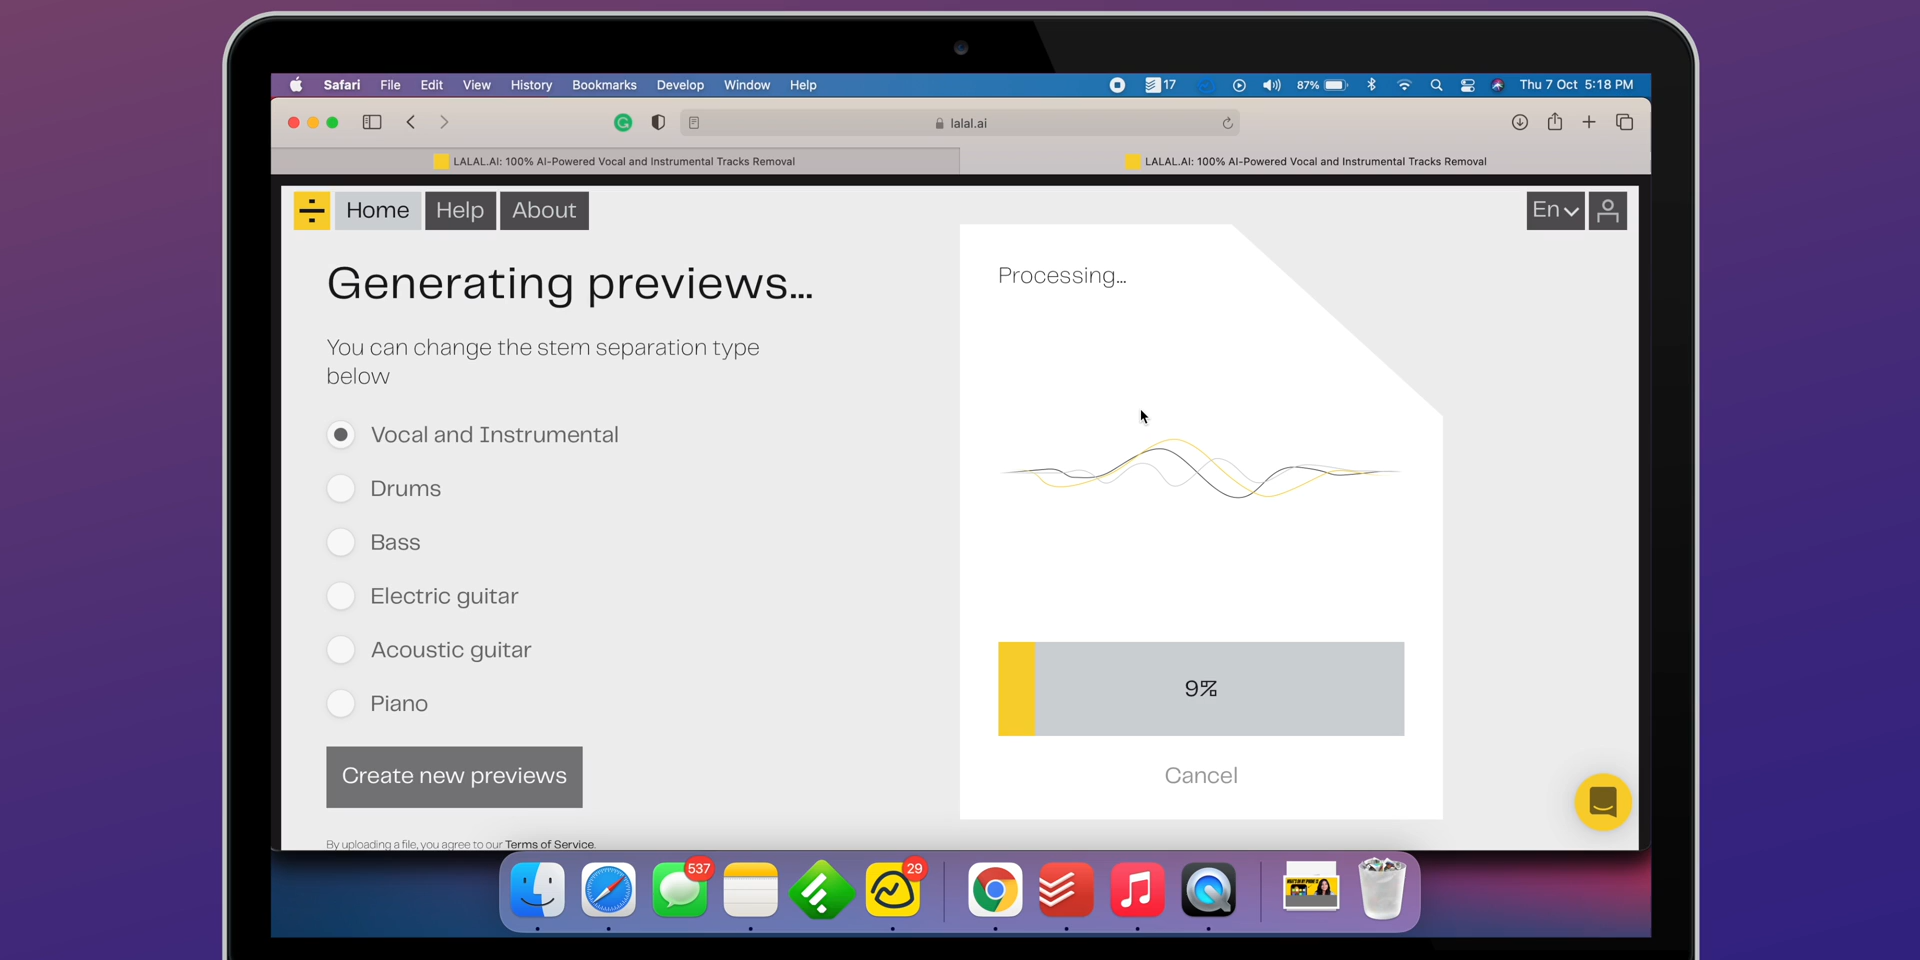 Safari File Edit View History Bookmarks Develop Window Help 17 87% Thu 7 Oct 5:18 PM
lalal.ai
LALAL.AI: 100% AI-Powered Vocal and Instrumental Tracks Removal
LALAL.AI: 100% AI-Powered Vocal and Instrumental Tracks Removal
Home Help About En
Generating previews...
You can change the stem separation type
below
Vocal and Instrumental
Drums
Bass
Electric guitar
Acoustic guitar
Piano
Create new previews
By uploading a file, you agree to our Terms of Service.
Processing...
9%
Cancel
537
29